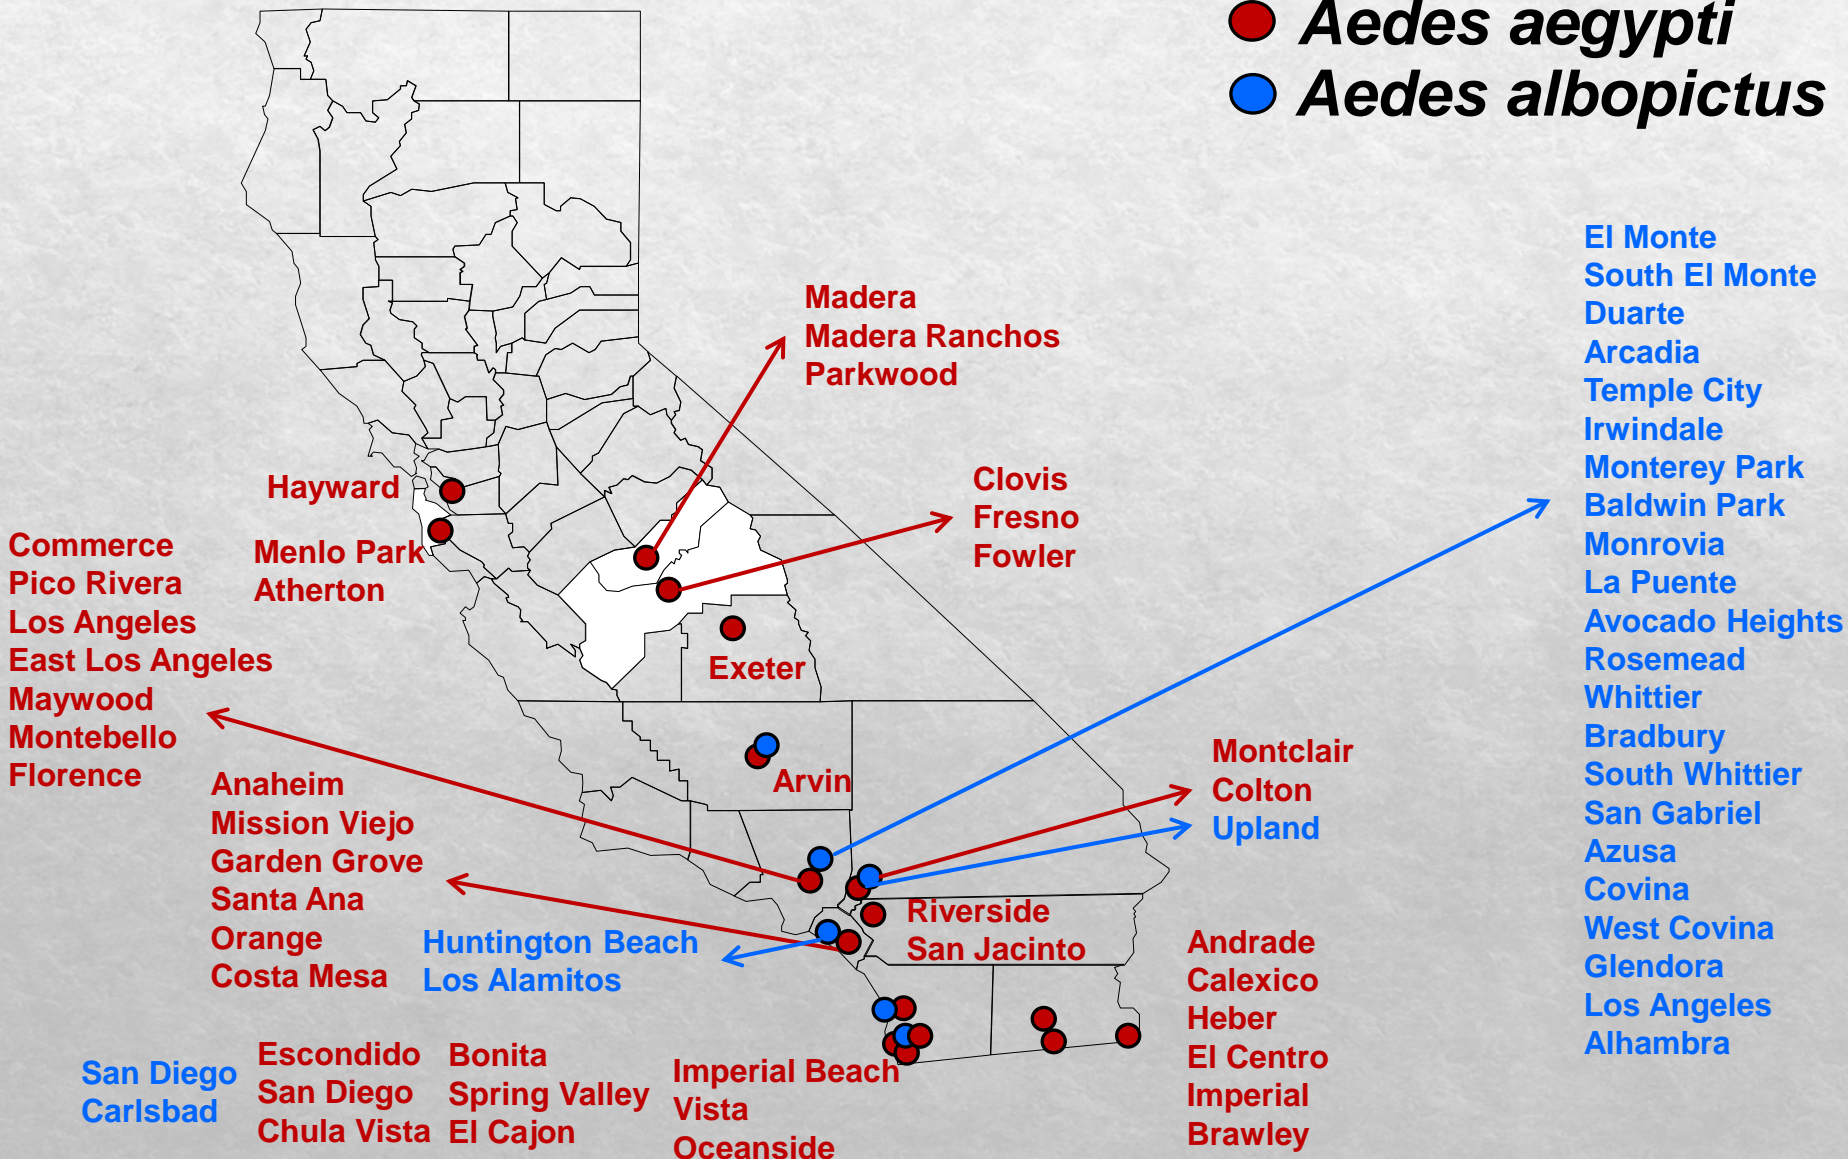 Aedes aegypti
Aedes albopictus
El Monte
South El Monte
Duarte
Arcadia
Temple City
Irwindale
Monterey Park
Baldwin Park
Monrovia
La Puente
Avocado Heights
Rosemead
Whittier
Bradbury
South Whittier
San Gabriel
Azusa
Covina
West Covina
Glendora
Los Angeles
Alhambra
Madera
Madera Ranchos
Parkwood
Clovis
Fresno
Fowler
Hayward
Menlo Park
Atherton
Commerce
Pico Rivera
Los Angeles
East Los Angeles
Maywood
Montebello
Florence
Exeter
Arvin
Anaheim
Mission Viejo
Garden Grove
Santa Ana
Orange
Costa Mesa
Huntington Beach
Los Alamitos
Montclair
Colton
Upland
Riverside
San Jacinto
Andrade
Calexico
Heber
El Centro
Imperial
Brawley
San Diego
Carlsbad
Escondido
San Diego
Chula Vista
Bonita
Spring Valley
El Cajon
Imperial Beach
Vista
Oceanside